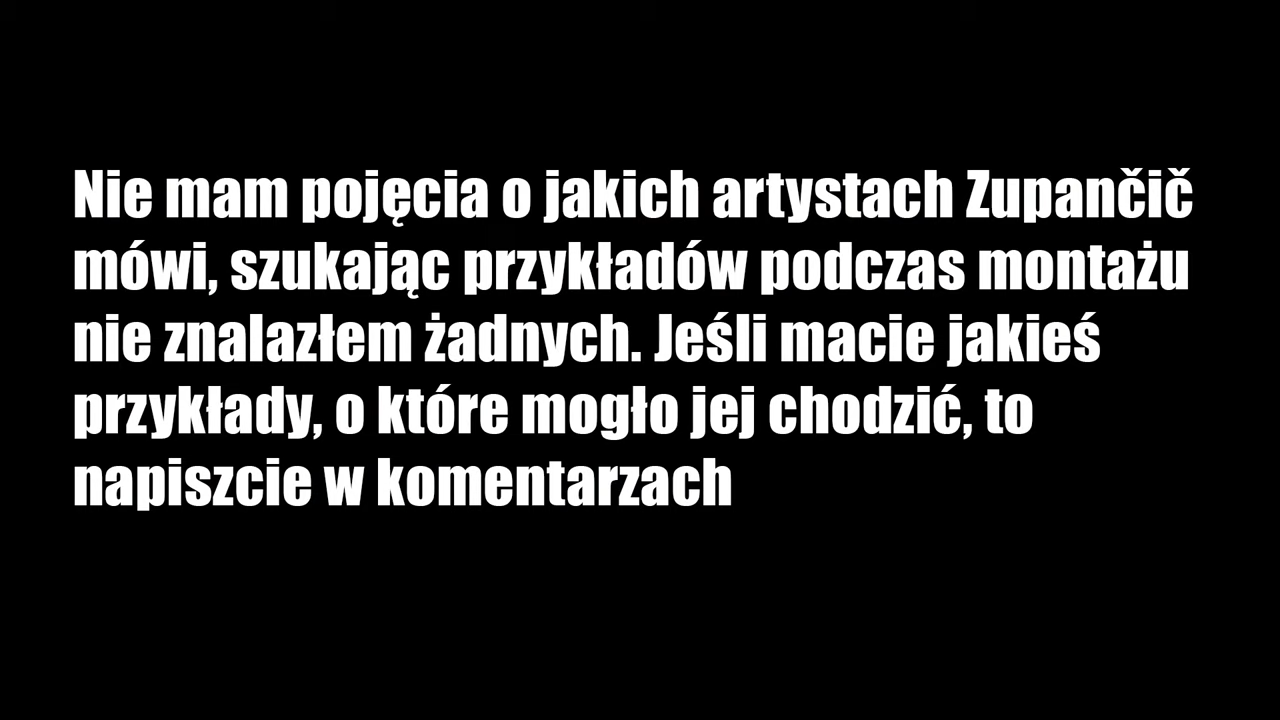 Nie mam pojęcia o jakich artystach Zupančič
mówi, szukając przykładów podczas montażu
nie znalazłem żadnych. Jeśli macie jakieś
przykłady, o które mogło jej chodzić, to
napiszcie w komentarzach